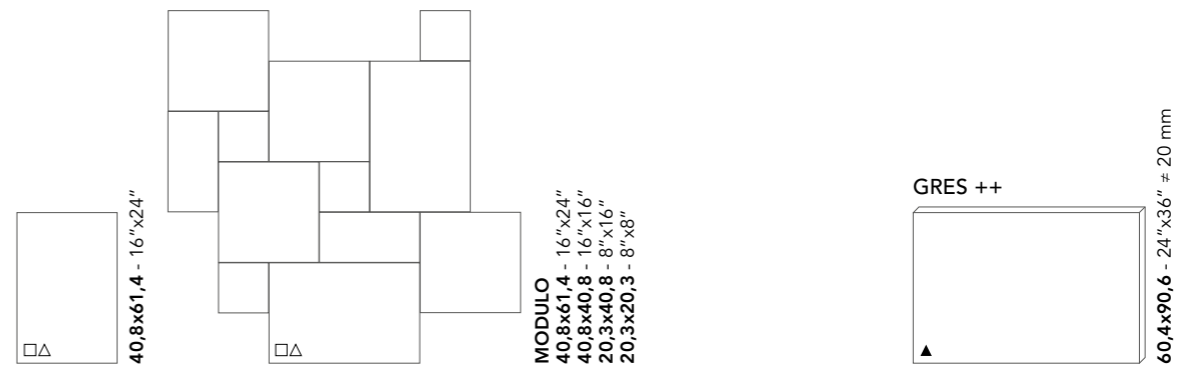 40,8x61,4 - 16”x24”
MODULO
40,8x61,4 - 16”x24”
40,8x40,8 - 16”x16”
20,3x40,8 - 8”x16”
20,3x20,3 - 8”x8”
GRES ++
60,4x90,6 - 24”x36” ≠ 20 mm